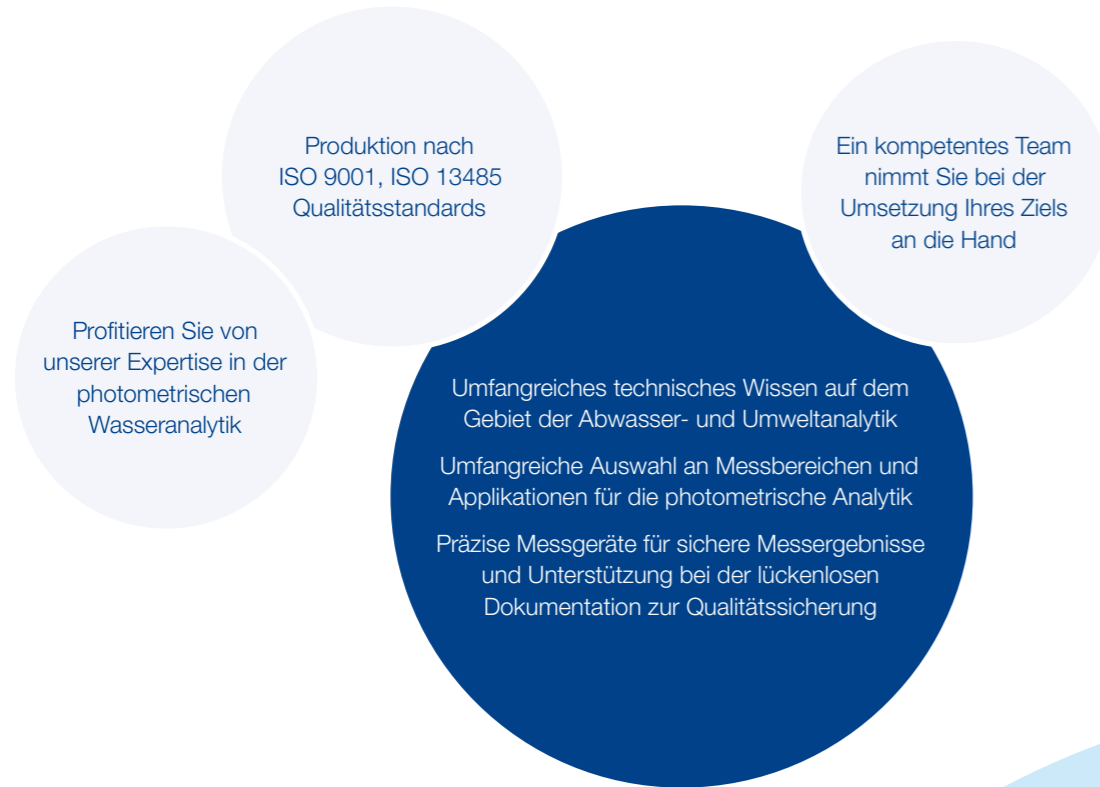 Produktion nach
ISO 9001, ISO 13485
Qualitätsstandards
Ein kompetentes Team
nimmt Sie bei der
Umsetzung Ihres Ziels
an die Hand
Profitieren Sie von
unserer Expertise in der
photometrischen
Wasseranalytik
Umfangreiches technisches Wissen auf dem
Gebiet der Abwasser- und Umweltanalytik
Umfangreiche Auswahl an Messbereichen und
Applikationen für die photometrische Analytik
Präzise Messgeräte für sichere Messergebnisse
und Unterstützung bei der lückenlosen
Dokumentation zur Qualitätssicherung